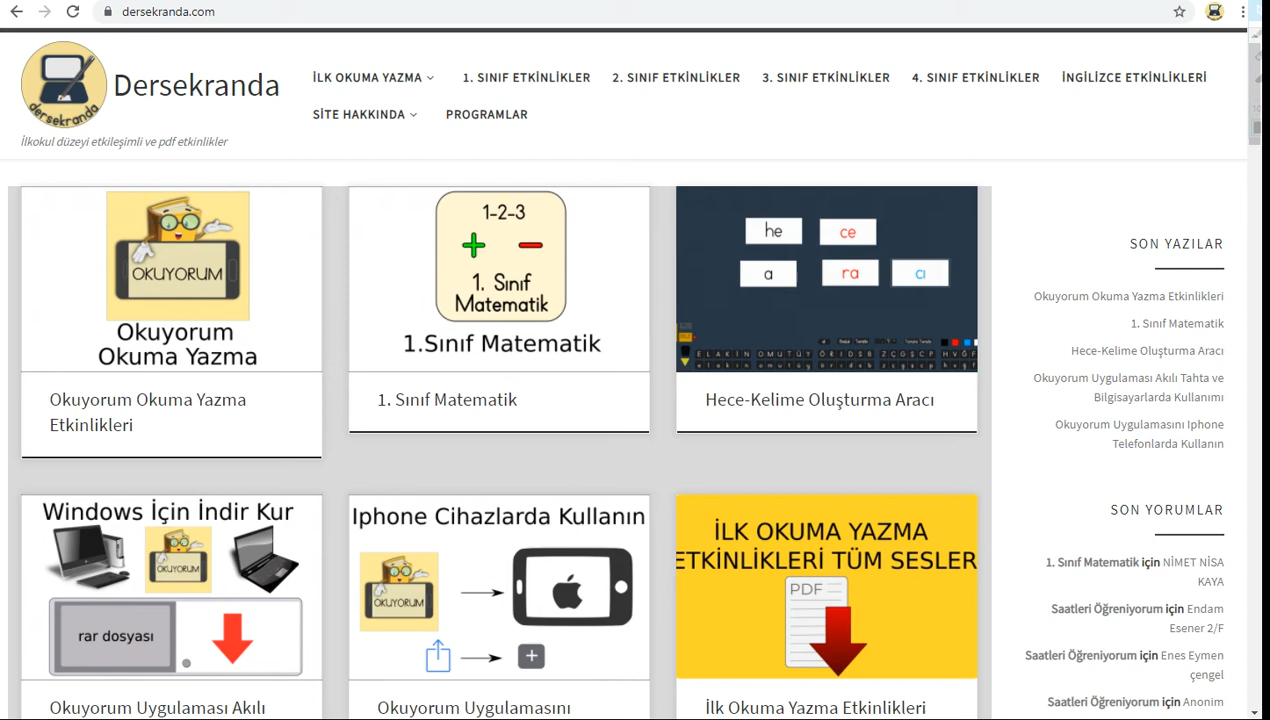 dersekranda.com
dersekranda
Dersekranda
İlkokul düzeyi etkileşimli ve pdf etkinlikler
İLK OKUMA YAZMA
1. SINIF ETKİNLİKLER
2. SINIF ETKİNLİKLER
3. SINIF ETKİNLİKLER
4. SINIF ETKİNLİKLER
İNGİLİZCE ETKİNLİKLERİ
SİTE HAKKINDA
PROGRAMLAR
OKUYORUM
Okuyorum
Okuma Yazma
Okuyorum Okuma Yazma
Etkinlikleri
1-2-3
+ −
1. Sınıf
Matematik
1.Sınıf Matematik
1. Sınıf Matematik
he ce
a ra cı
E L A K İ N O M U T Ü Y Ö R I D S B Z Ç G Ş C P H V Ğ F
e l a k i n o m u t ü y ö r ı d s b z ç g ş c p h v ğ f
Hece-Kelime Oluşturma Aracı
Windows İçin İndir Kur
OKUYORUM
rar dosyası
Okuyorum Uygulaması Akılı
Iphone Cihazlarda Kullanın
OKUYORUM
+
Okuyorum Uygulamasını
İLK OKUMA YAZMA
ETKİNLİKLERİ TÜM SESLER
PDF
İlk Okuma Yazma Etkinlikleri
SON YAZILAR
Okuyorum Okuma Yazma Etkinlikleri
1. Sınıf Matematik
Hece-Kelime Oluşturma Aracı
Okuyorum Uygulaması Akılı Tahta ve
Bilgisayarlarda Kullanımı
Okuyorum Uygulamasını Iphone
Telefonlarda Kullanın
SON YORUMLAR
1. Sınıf Matematik için NİMET NİSA
KAYA
Saatleri Öğreniyorum için Endam
Esener 2/F
Saatleri Öğreniyorum için Enes Eymen
çengel
Saatleri Öğreniyorum için Anonim